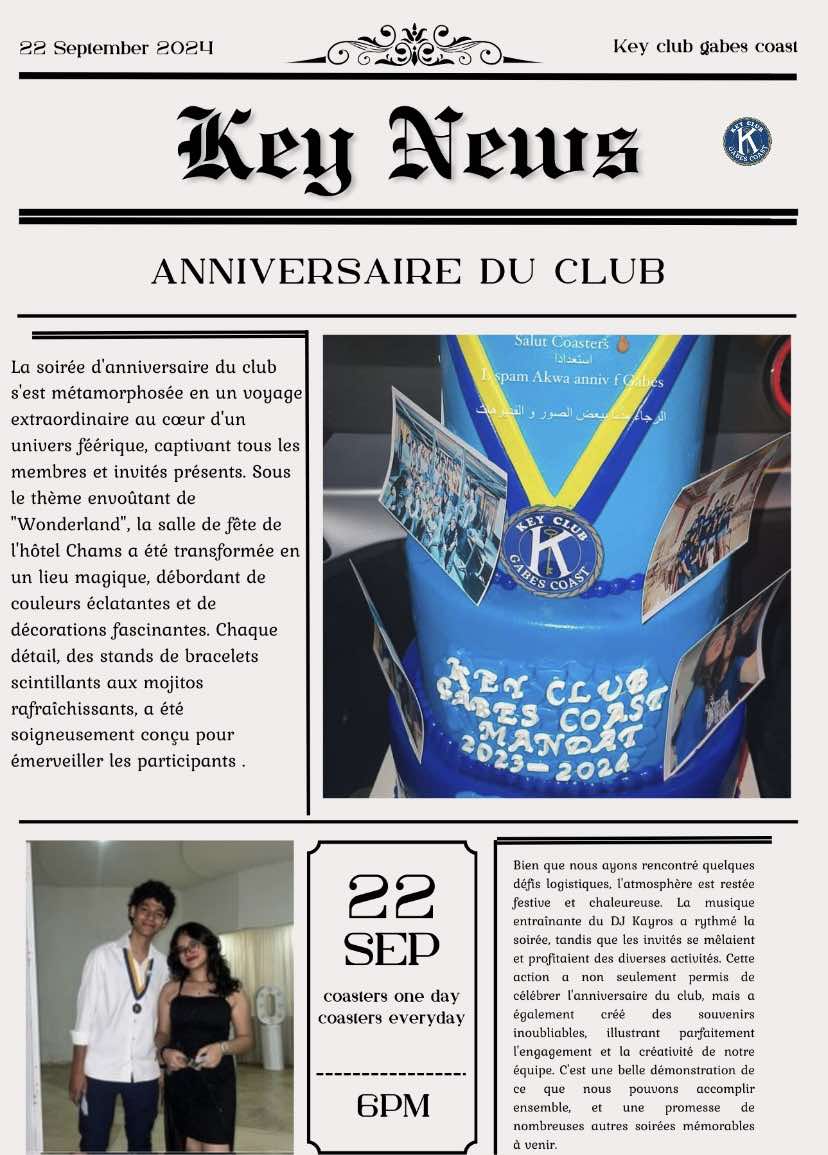 22 September 2024
Key club gabes coast
Key News
KEY CLUB
K
GABES COAST
ANNIVERSAIRE DU CLUB
La soirée d'anniversaire du club
s'est métamorphosée en un voyage
extraordinaire au cœur d'un
univers féérique, captivant tous les
membres et invités présents. Sous
le thème envoûtant de
"Wonderland", la salle de fête de
l'hôtel Chams a été transformée en
un lieu magique, débordant de
couleurs éclatantes et de
décorations fascinantes. Chaque
détail, des stands de bracelets
scintillants aux mojitos
rafraîchissants, a été
soigneusement conçu pour
émerveiller les participants .
Salut Coasters
استعدادا
spam Akwa anniv f Gabes
الرجاء منا ببعض الصور و الفيديوهات
KEY CLUB
K
GABES COAST
KEY CLUB
GABES COAST
MANDAT
2023-2024
22
SEP
coasters one day
coasters everyday
6PM
Bien que nous ayons rencontré quelques
défis logistiques, l'atmosphère est restée
festive et chaleureuse. La musique
entraînante du DJ Kayros a rythmé la
soirée, tandis que les invités se mêlaient
et profitaient des diverses activités. Cette
action a non seulement permis de
célébrer l'anniversaire du club, mais a
également créé des souvenirs
inoubliables, illustrant parfaitement
l'engagement et la créativité de notre
équipe. C'est une belle démonstration de
ce que nous pouvons accomplir
ensemble, et une promesse de
nombreuses autres soirées mémorables
à venir.